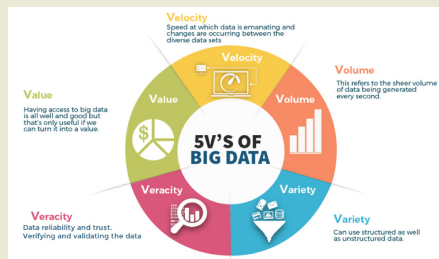 Velocity
Speed at which data is emanating and
changes are occurring between the
diverse data sets
Velocity
Volume
This refers to the sheer volume
of data being generated
every second.
Volume
Value
Having access to big data
is all well and good but
that's only useful if we
can turn it into a value.
Value
$
5V'S OF
BIG DATA
Veracity
Veracity
Data reliability and trust.
Verifying and validating the data
Variety
Variety
Can use structured as well
as unstructured data.